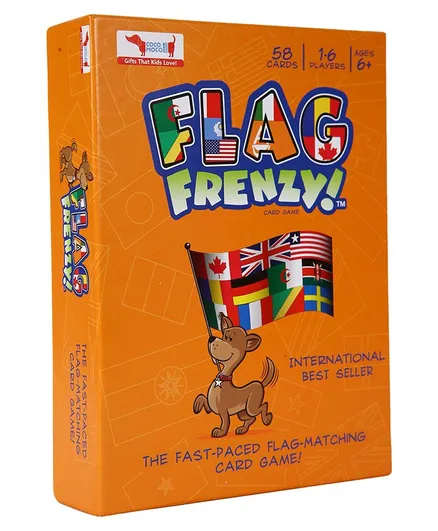 COCO
MOCO
Gifts That Kids Love!
58
CARDS
1-6
PLAYERS
AGES
6+
FLAG
FRENZY!™
CARD GAME
INTERNATIONAL
BEST SELLER
THE FAST-PACED FLAG-MATCHING
CARD GAME!
FLAG
FRENZY!
THE FAST-PACED
FLAG-MATCHING
CARD GAME!